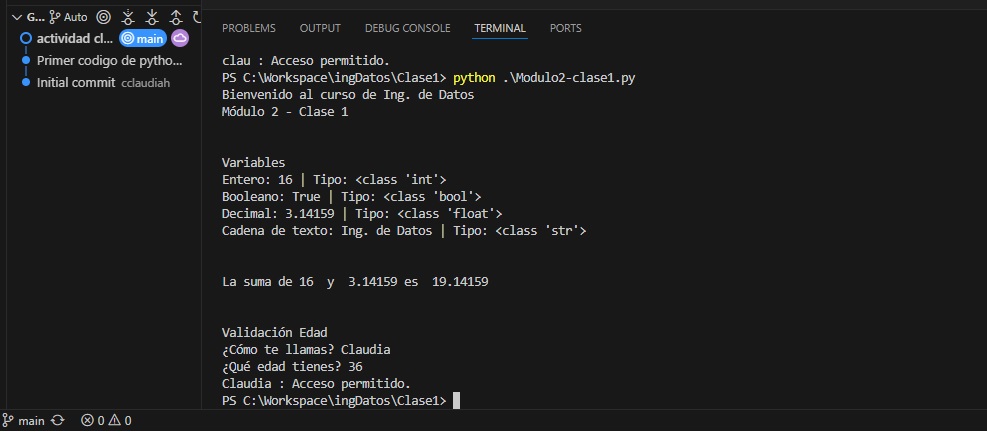 G... Auto
actividad cl... main
Primer codigo de pytho...
Initial commit cclaudiah
PROBLEMS OUTPUT DEBUG CONSOLE TERMINAL PORTS
clau : Acceso permitido.
PS C:\Workspace\ingDatos\Clase1> python .\Modulo2-clase1.py
Bienvenido al curso de Ing. de Datos
Módulo 2 - Clase 1
Variables
Entero: 16 | Tipo: <class 'int'>
Booleano: True | Tipo: <class 'bool'>
Decimal: 3.14159 | Tipo: <class 'float'>
Cadena de texto: Ing. de Datos | Tipo: <class 'str'>
La suma de 16  y  3.14159 es  19.14159
Validación Edad
¿Cómo te llamas? Claudia
¿Qué edad tienes? 36
Claudia : Acceso permitido.
PS C:\Workspace\ingDatos\Clase1>
main 0 0